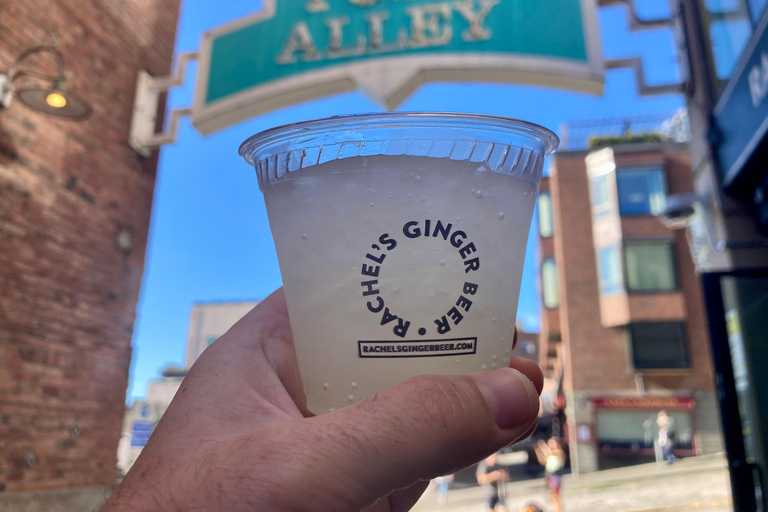 ALLEY
RACHEL'S GINGER BEER •
RACHELSGINGERBEER.COM